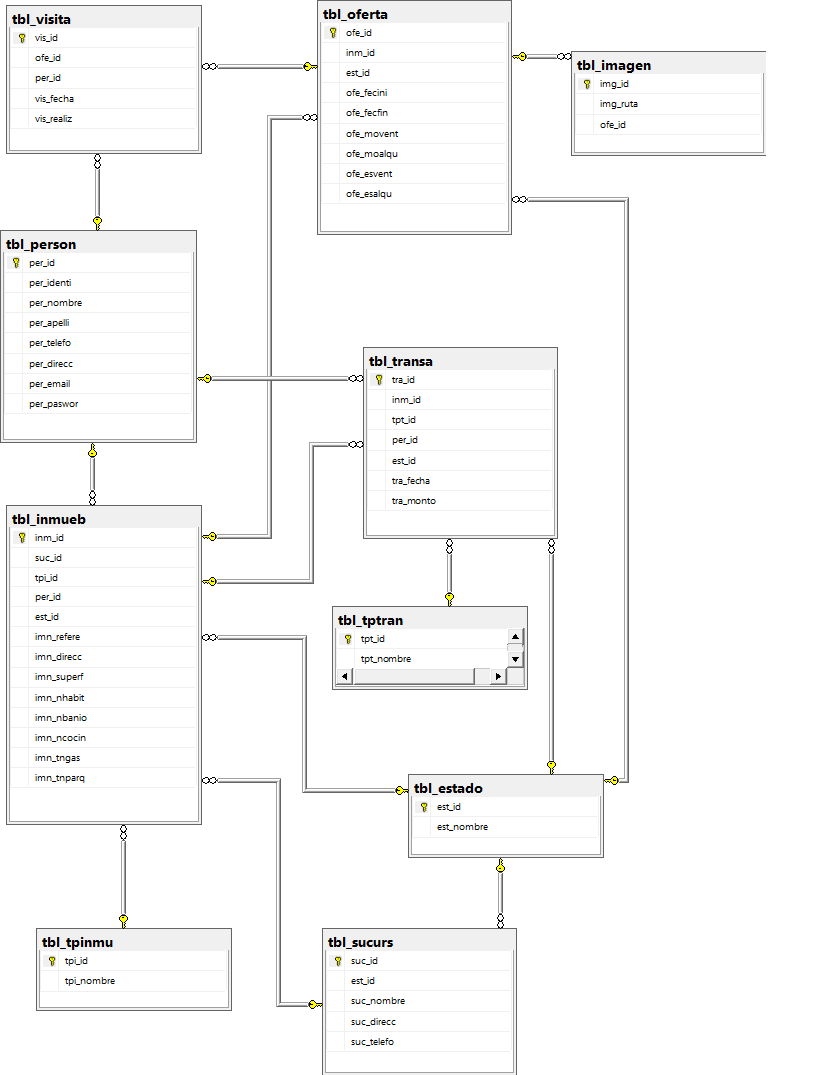 tbl_visita
vis_id
ofe_id
per_id
vis_fecha
vis_realiz
tbl_oferta
ofe_id
inm_id
est_id
ofe_fecini
ofe_fecfin
ofe_movent
ofe_moalqu
ofe_esvent
ofe_esalqu
tbl_imagen
img_id
img_ruta
ofe_id
tbl_person
per_id
per_identi
per_nombre
per_apelli
per_telefo
per_direcc
per_email
per_paswor
tbl_transa
tra_id
inm_id
tpt_id
per_id
est_id
tra_fecha
tra_monto
tbl_inmueb
inm_id
suc_id
tpi_id
per_id
est_id
imn_refere
imn_direcc
imn_superf
imn_nhabit
imn_nbanio
imn_ncocin
imn_tngas
imn_tnparq
tbl_tptran
tpt_id
tpt_nombre
tbl_estado
est_id
est_nombre
tbl_tpinmu
tpi_id
tpi_nombre
tbl_sucurs
suc_id
est_id
suc_nombre
suc_direcc
suc_telefo